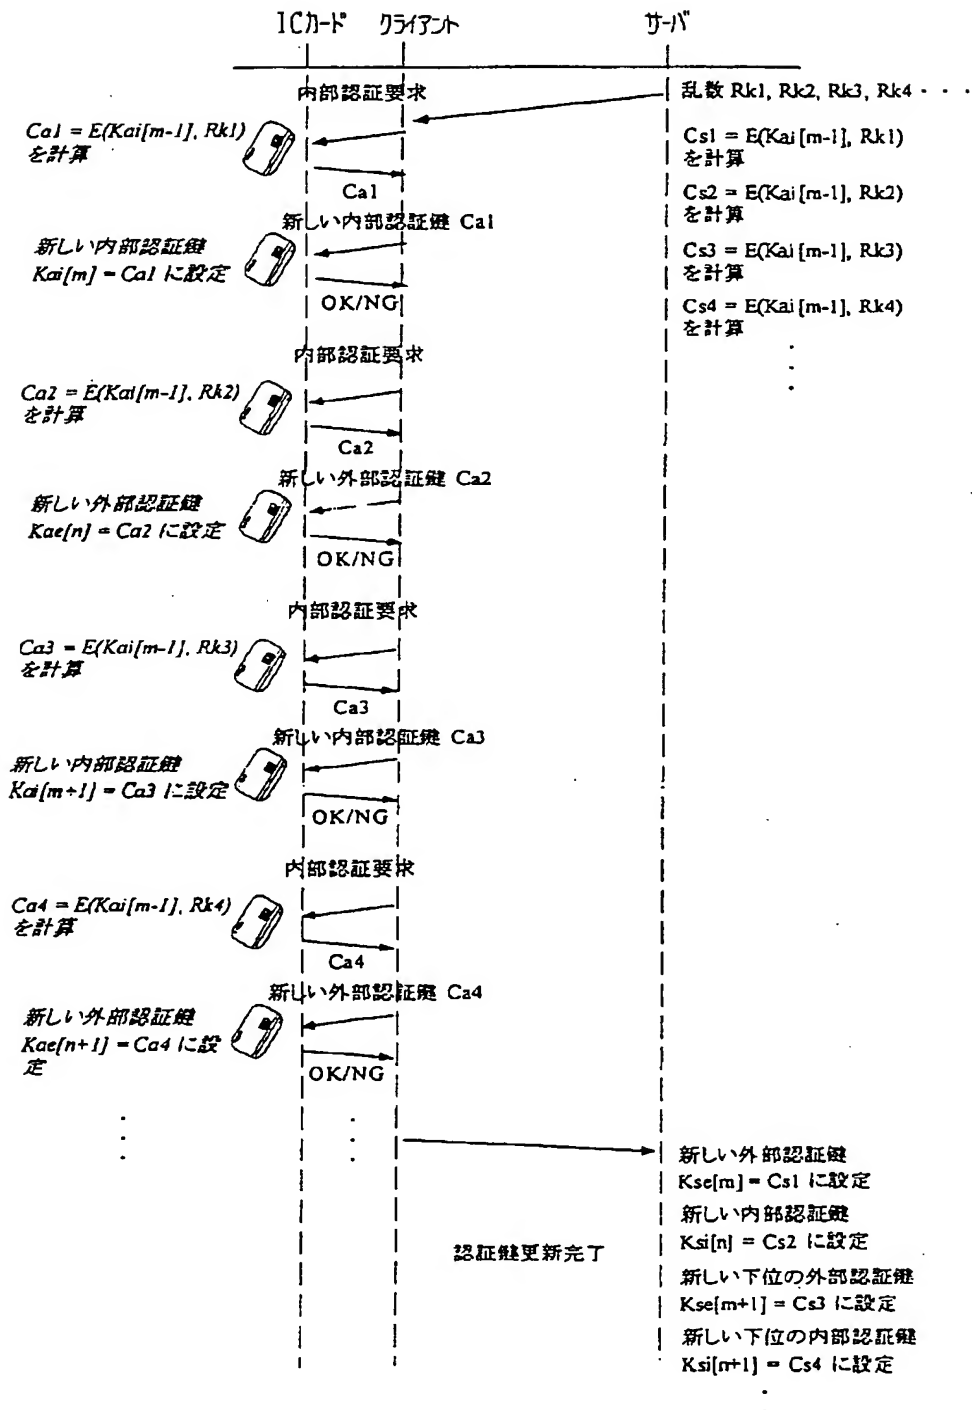 ICカード クライアント サーバ
内部認証要求
乱数 Rk1, Rk2, Rk3, Rk4・・・
Ca1 = E(Kai[m-1], Rk1)
を計算
Cs1 = E(Kai[m-1], Rk1)
を計算
Ca1
Cs2 = E(Kai[m-1], Rk2)
を計算
新しい内部認証鍵 Ca1
新しい内部認証鍵
Kai[m] = Ca1 に設定
Cs3 = E(Kai[m-1], Rk3)
を計算
OK/NG
Cs4 = E(Kai[m-1], Rk4)
を計算
内部認証要求
Ca2 = E(Kai[m-1], Rk2)
を計算
Ca2
新しい外部認証鍵 Ca2
新しい外部認証鍵
Kae[n] = Ca2 に設定
OK/NG
内部認証要求
Ca3 = E(Kai[m-1], Rk3)
を計算
Ca3
新しい内部認証鍵 Ca3
新しい内部認証鍵
Kai[m+1] = Ca3 に設定
OK/NG
内部認証要求
Ca4 = E(Kai[m-1], Rk4)
を計算
Ca4
新しい外部認証鍵 Ca4
新しい外部認証鍵
Kae[n+1] = Ca4 に設
定
OK/NG
新しい外部認証鍵
Kse[m] = Cs1 に設定
新しい内部認証鍵
Ksi[n] = Cs2 に設定
認証鍵更新完了
新しい下位の外部認証鍵
Kse[m+1] = Cs3 に設定
新しい下位の内部認証鍵
Ksi[n+1] = Cs4 に設定